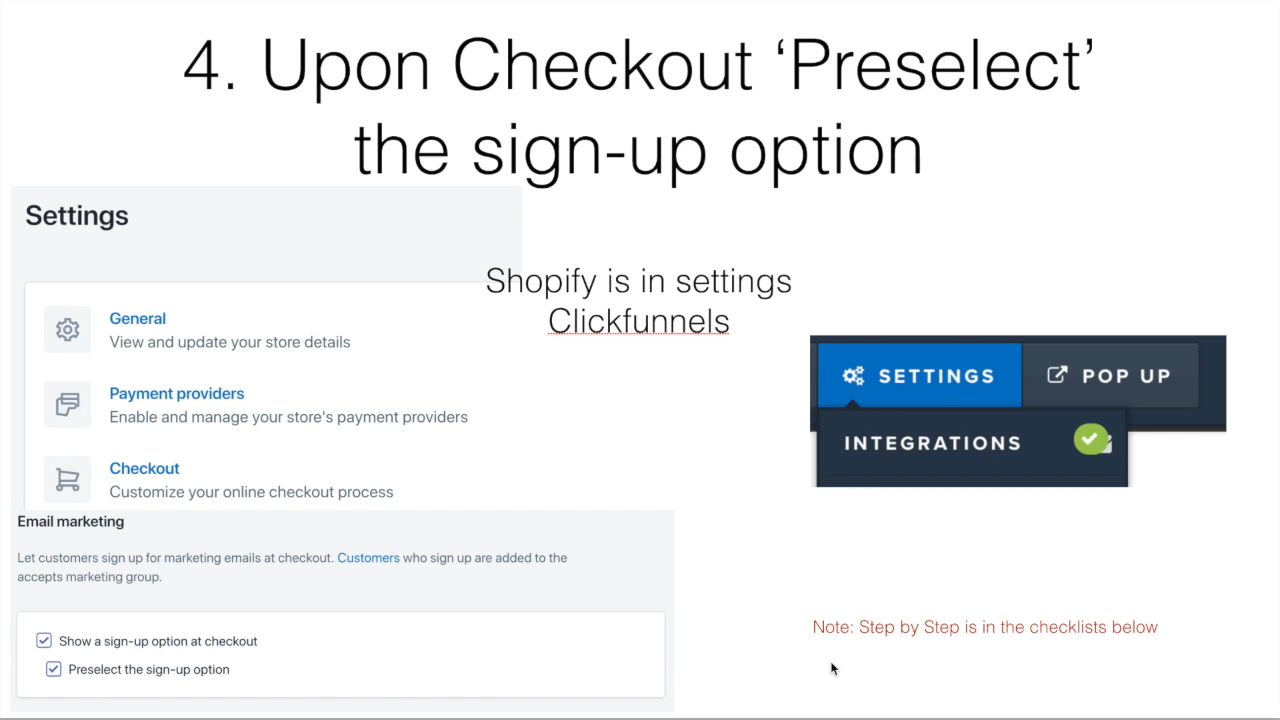 4. Upon Checkout ‘Preselect’
the sign-up option
Settings
Shopify is in settings
Clickfunnels
General
View and update your store details
Payment providers
Enable and manage your store's payment providers
Checkout
Customize your online checkout process
SETTINGS
POP UP
INTEGRATIONS
Email marketing
Let customers sign up for marketing emails at checkout. Customers who sign up are added to the
accepts marketing group.
Show a sign-up option at checkout
Preselect the sign-up option
Note: Step by Step is in the checklists below